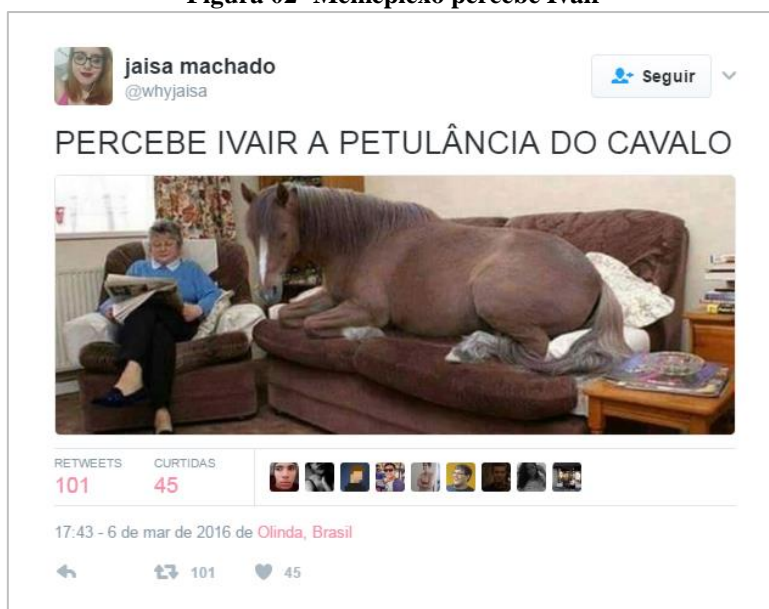 Figura 02- Memeplexo percebe Ivair
jaisa machado
@whyjaisa
Seguir
PERCEBE IVAIR A PETULÂNCIA DO CAVALO
RETWEETS CURTIDAS
101 45
17:43 - 6 de mar de 2016 de Olinda, Brasil
101 45